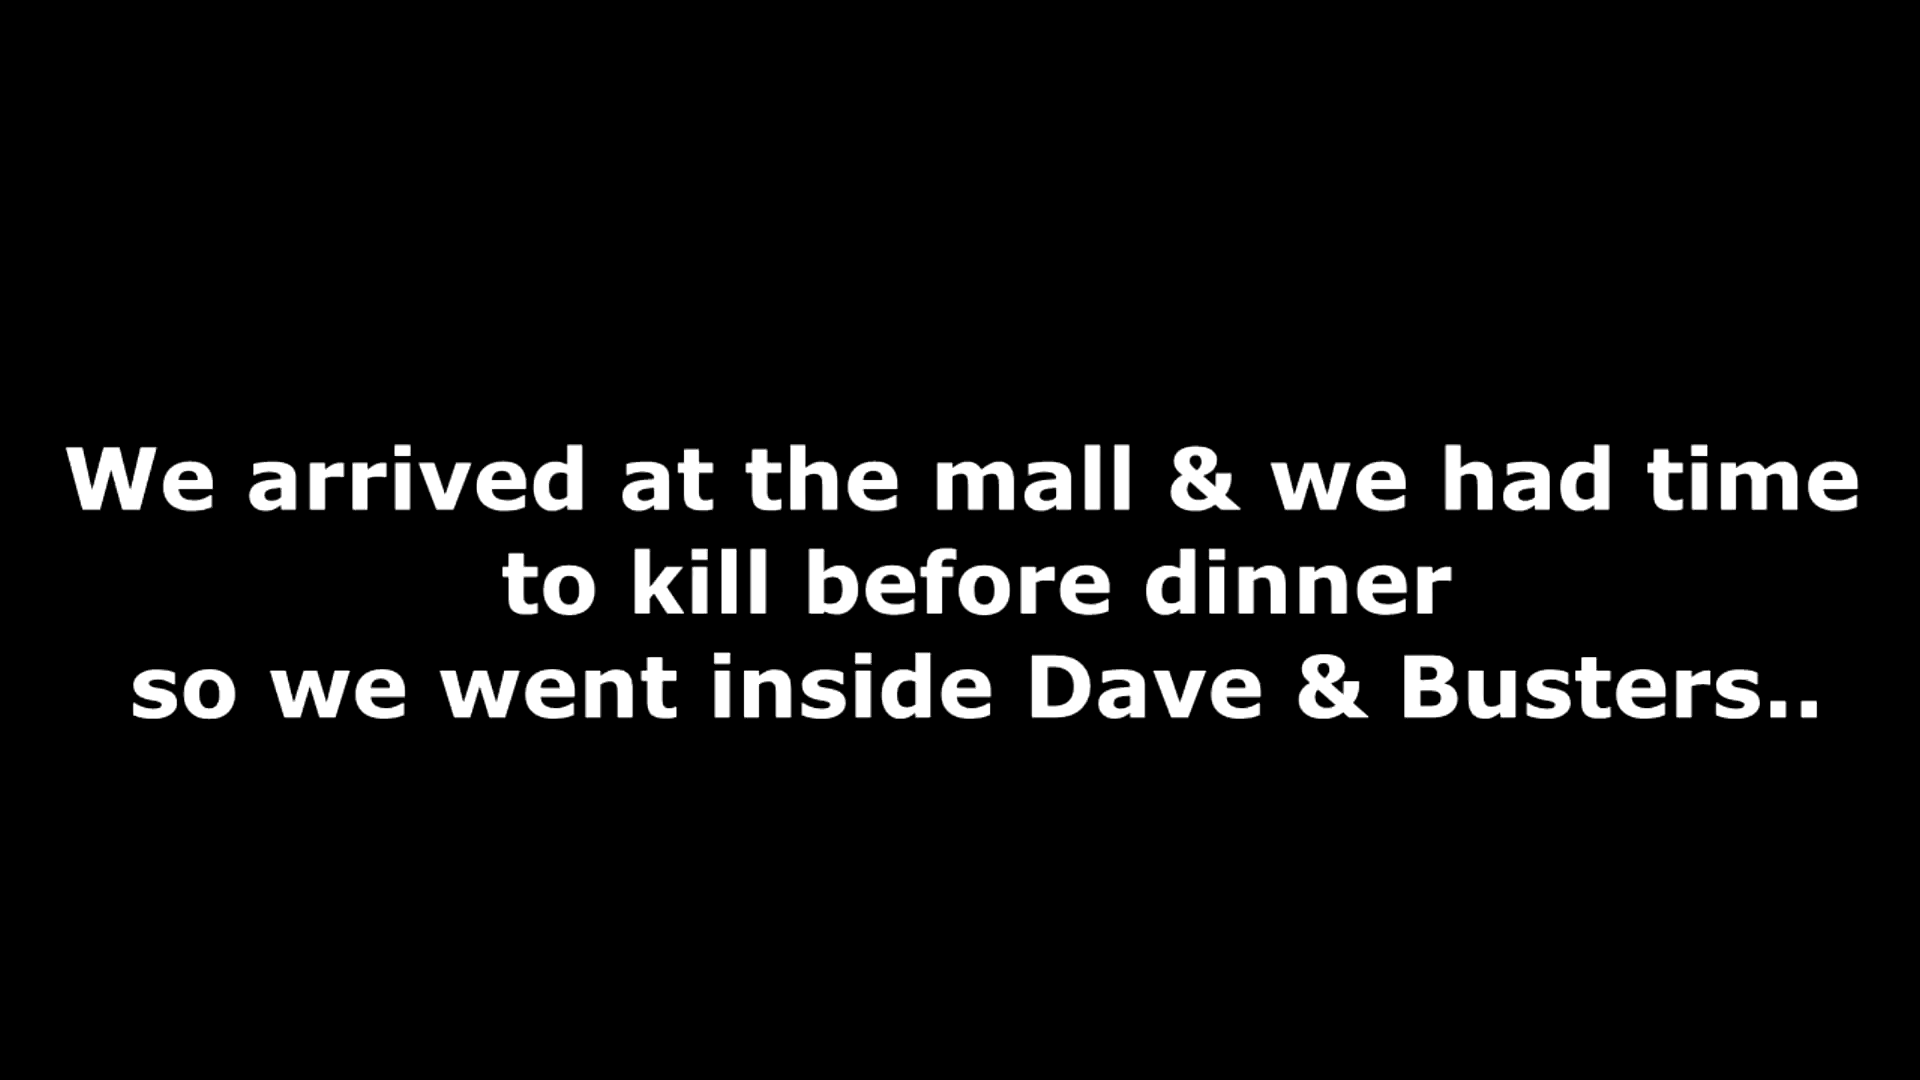 We arrived at the mall & we had time
to kill before dinner
so we went inside Dave & Busters..